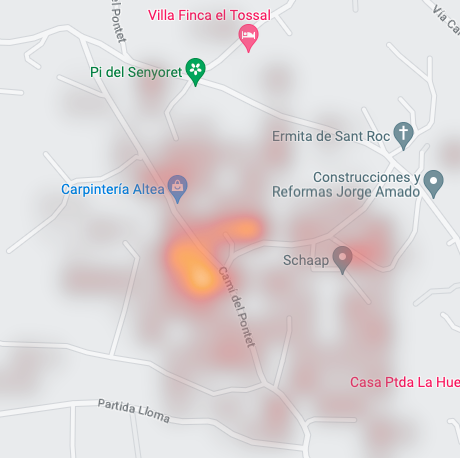 del Pontet
Villa Finca el Tossal
Pi del Senyoret
Ermita de Sant Roc
Construcciones y
Reformas Jorge Amado
Carpintería Altea
Schaap
Camí del Pontet
Casa Ptda La Hue
Partida Lloma